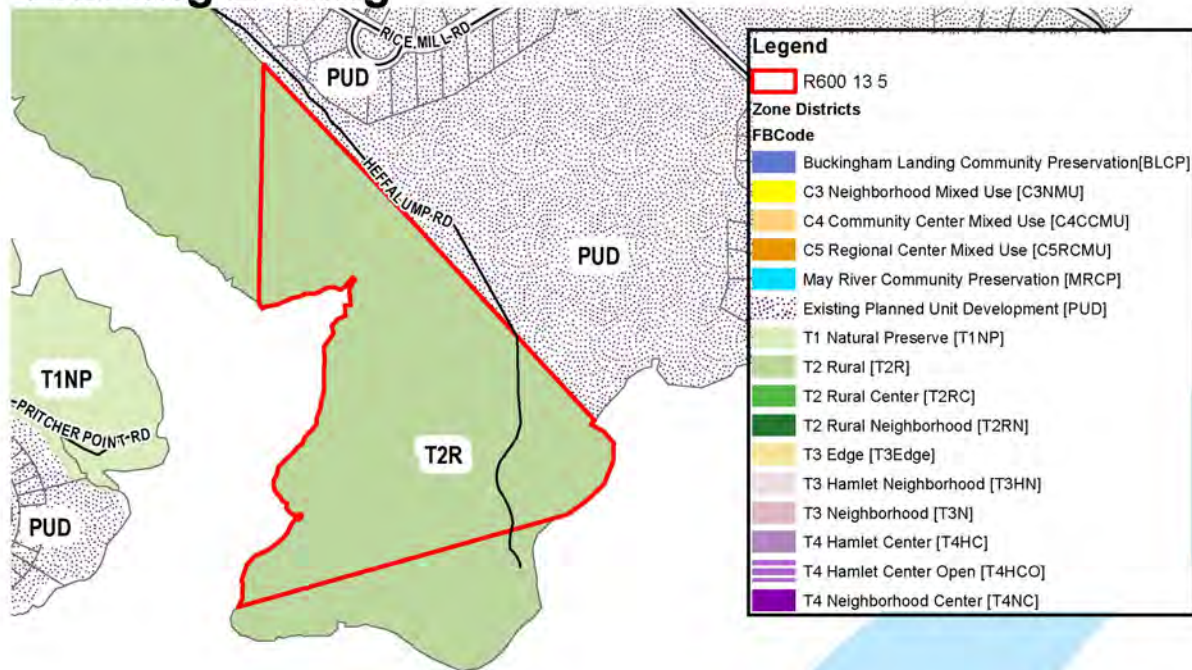 RICE MILL RD
PUD
HEFFALUMP RD
PUD
T1NP
PRITCHER POINT RD
T2R
PUD
Legend
R600 13 5
Zone Districts
FBCode
Buckingham Landing Community Preservation[BLCP]
C3 Neighborhood Mixed Use [C3NMU]
C4 Community Center Mixed Use [C4CCMU]
C5 Regional Center Mixed Use [C5RCMU]
May River Community Preservation [MRCP]
Existing Planned Unit Development [PUD]
T1 Natural Preserve [T1NP]
T2 Rural [T2R]
T2 Rural Center [T2RC]
T2 Rural Neighborhood [T2RN]
T3 Edge [T3Edge]
T3 Hamlet Neighborhood [T3HN]
T3 Neighborhood [T3N]
T4 Hamlet Center [T4HC]
T4 Hamlet Center Open [T4HCO]
T4 Neighborhood Center [T4NC]